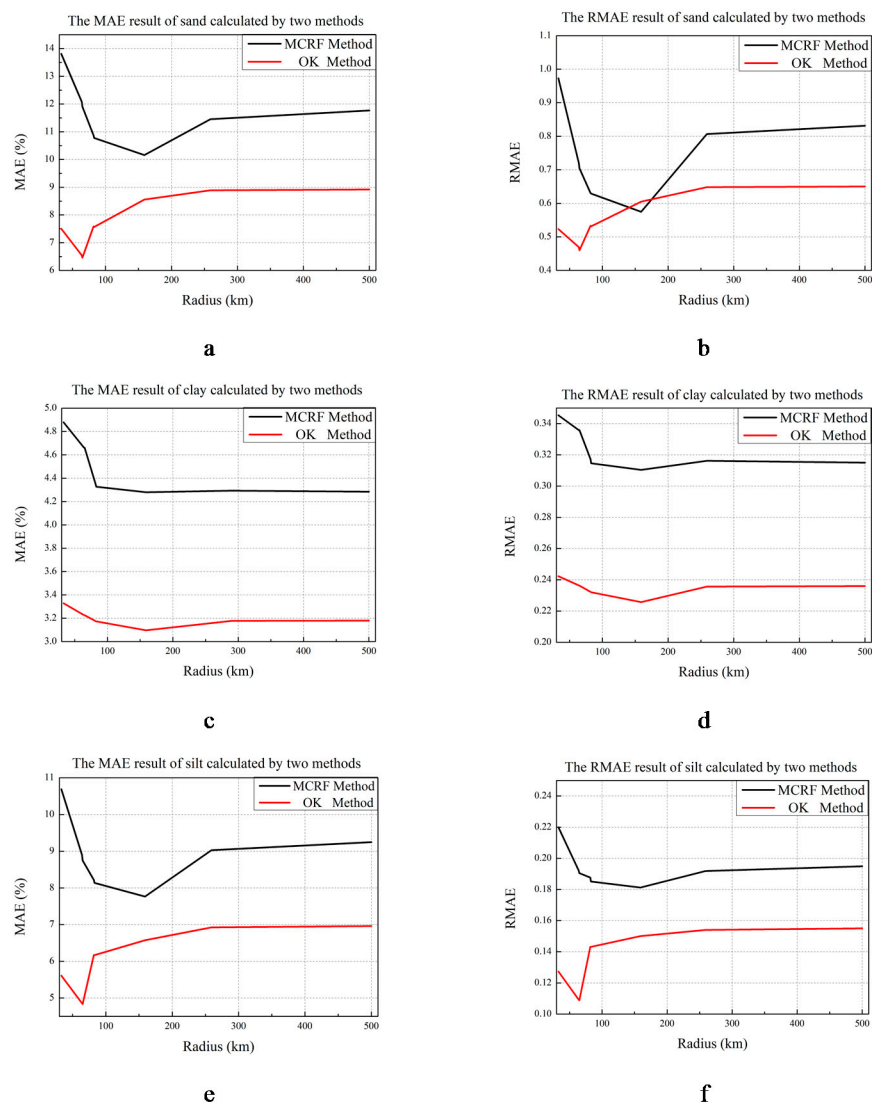 The MAE result of sand calculated by two methods
14
13
12
11
10
9
8
7
6
MAE (%)
MCRF Method
OK Method
100 200 300 400 500
Radius (km)
a
The RMAE result of sand calculated by two methods
1.1
1.0
0.9
0.8
0.7
0.6
0.5
0.4
RMAE
MCRF Method
OK Method
100 200 300 400 500
Radius (km)
b
The MAE result of clay calculated by two methods
5.0
4.8
4.6
4.4
4.2
4.0
3.8
3.6
3.4
3.2
3.0
MAE (%)
MCRF Method
OK Method
0 100 200 300 400 500
Radius (km)
c
The RMAE result of clay calculated by two methods
0.34
0.32
0.30
0.28
0.26
0.24
0.22
0.20
RMAE
MCRF Method
OK Method
100 200 300 400 500
Radius (km)
d
The MAE result of silt calculated by two methods
11
10
9
8
7
6
5
MAE (%)
MCRF Method
OK Method
100 200 300 400 500
Radius (km)
e
The RMAE result of silt calculated by two methods
0.24
0.22
0.20
0.18
0.16
0.14
0.12
0.10
RMAE
MCRF Method
OK Method
100 200 300 400 500
Radius (km)
f